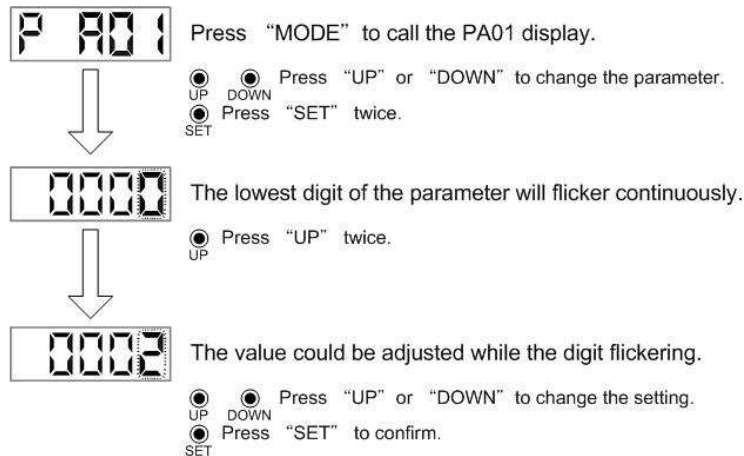 P A01
Press “MODE” to call the PA01 display.
UP DOWN Press “UP” or “DOWN” to change the parameter.
SET Press “SET” twice.
0000
The lowest digit of the parameter will flicker continuously.
UP Press “UP” twice.
0002
The value could be adjusted while the digit flickering.
UP DOWN Press “UP” or “DOWN” to change the setting.
SET Press “SET” to confirm.